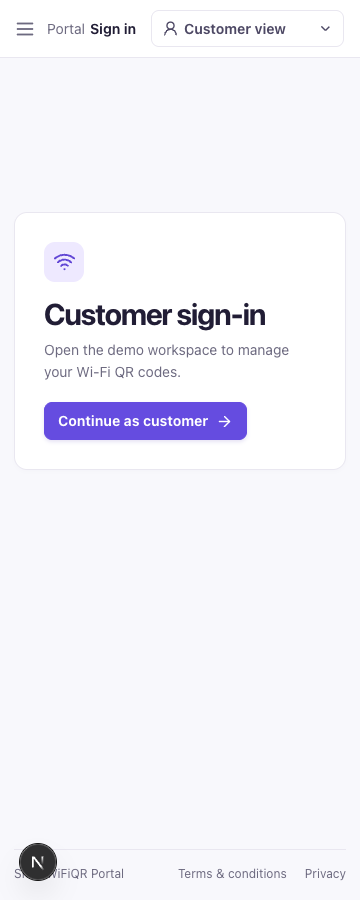 Portal Sign in
Customer view
Customer sign-in
Open the demo workspace to manage
your Wi-Fi QR codes.
Continue as customer
N
Portal
Terms & conditions
Privacy